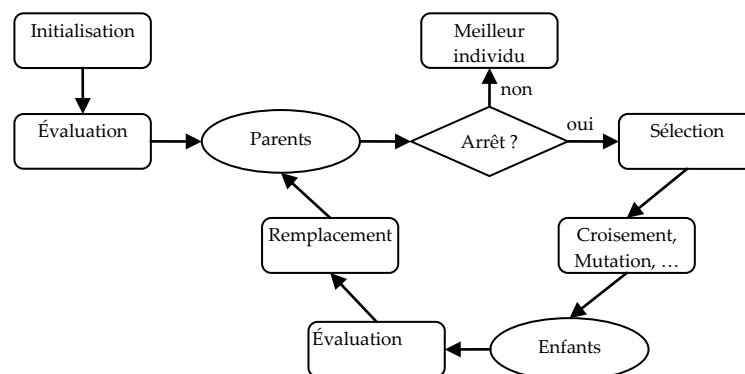 Initialisation
Meilleur
individu
non
Évaluation
Parents
Arrêt ?
oui
Sélection
Remplacement
Croisement,
Mutation, …
Évaluation
Enfants